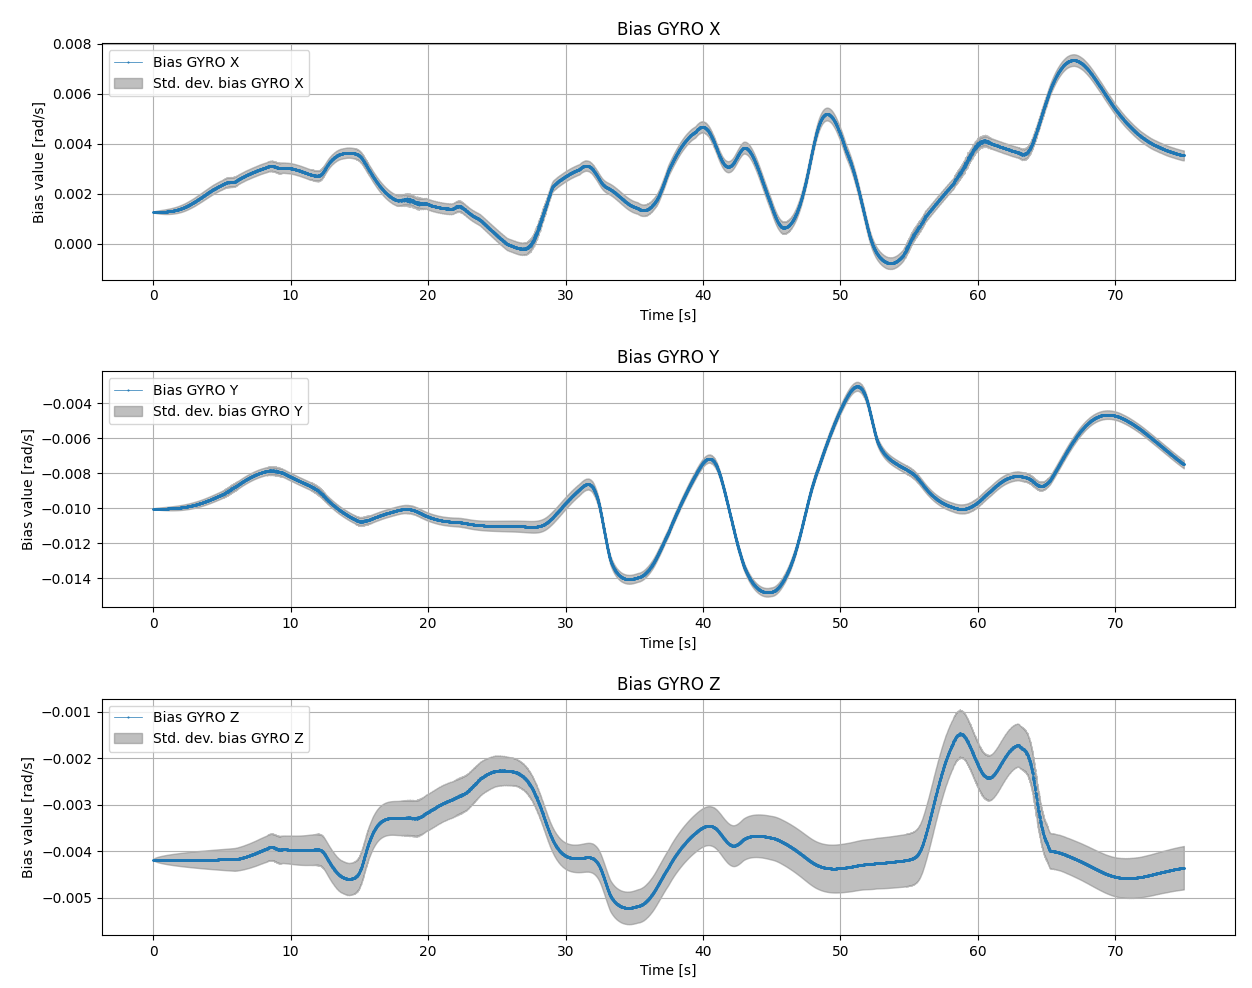 Bias GYRO X
Bias value [rad/s]
0.008
0.006
0.004
0.002
0.000
Bias GYRO X
Std. dev. bias GYRO X
0 10 20 30 40 50 60 70
Time [s]
Bias GYRO Y
Bias value [rad/s]
−0.004
−0.006
−0.008
−0.010
−0.012
−0.014
Bias GYRO Y
Std. dev. bias GYRO Y
0 10 20 30 40 50 60 70
Time [s]
Bias GYRO Z
Bias value [rad/s]
−0.001
−0.002
−0.003
−0.004
−0.005
Bias GYRO Z
Std. dev. bias GYRO Z
0 10 20 30 40 50 60 70
Time [s]